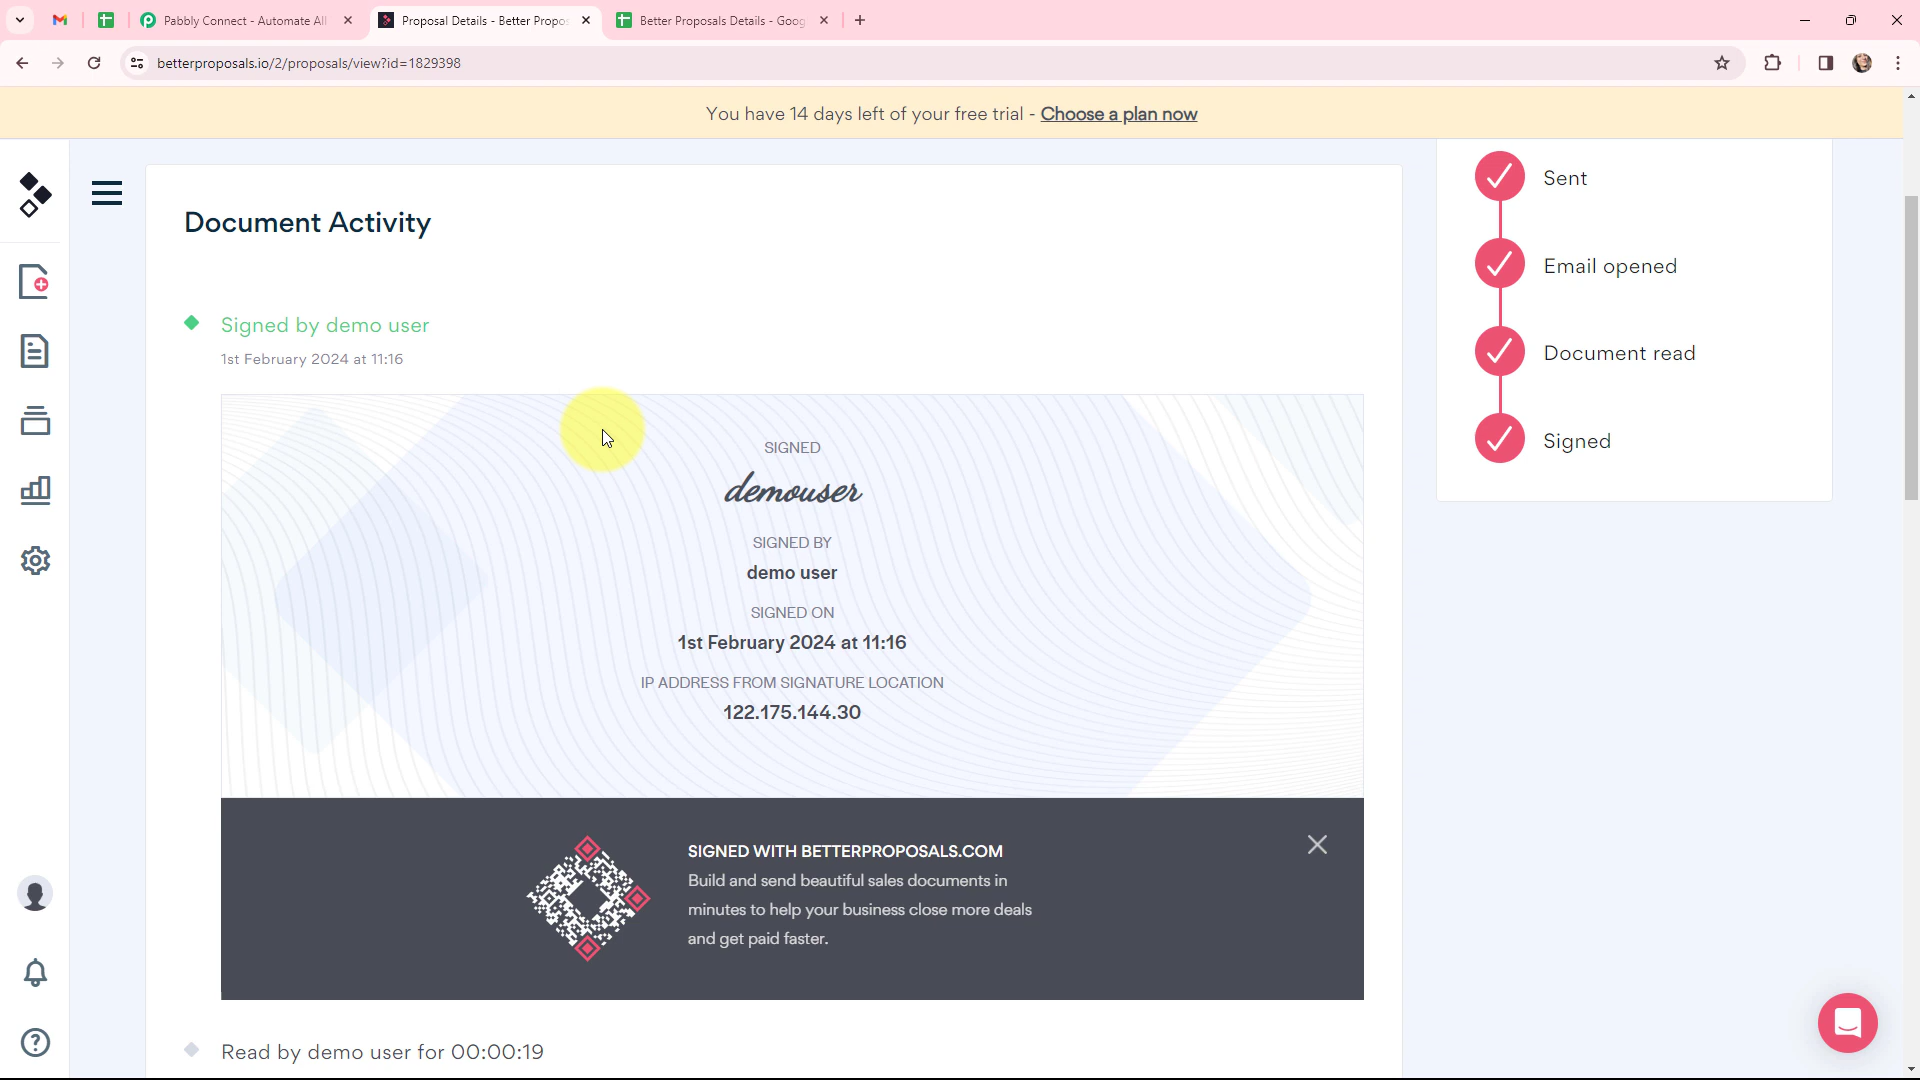 Pabbly Connect - Automate All
Proposal Details - Better Propos
Better Proposals Details - Goog
betterproposals.io/2/proposals/view?id=1829398
You have 14 days left of your free trial - Choose a plan now
Document Activity
Signed by demo user
1st February 2024 at 11:16
SIGNED
demouser
SIGNED BY
demo user
SIGNED ON
1st February 2024 at 11:16
IP ADDRESS FROM SIGNATURE LOCATION
122.175.144.30
SIGNED WITH BETTERPROPOSALS.COM
Build and send beautiful sales documents in
minutes to help your business close more deals
and get paid faster.
Read by demo user for 00:00:19
Sent
Email opened
Document read
Signed